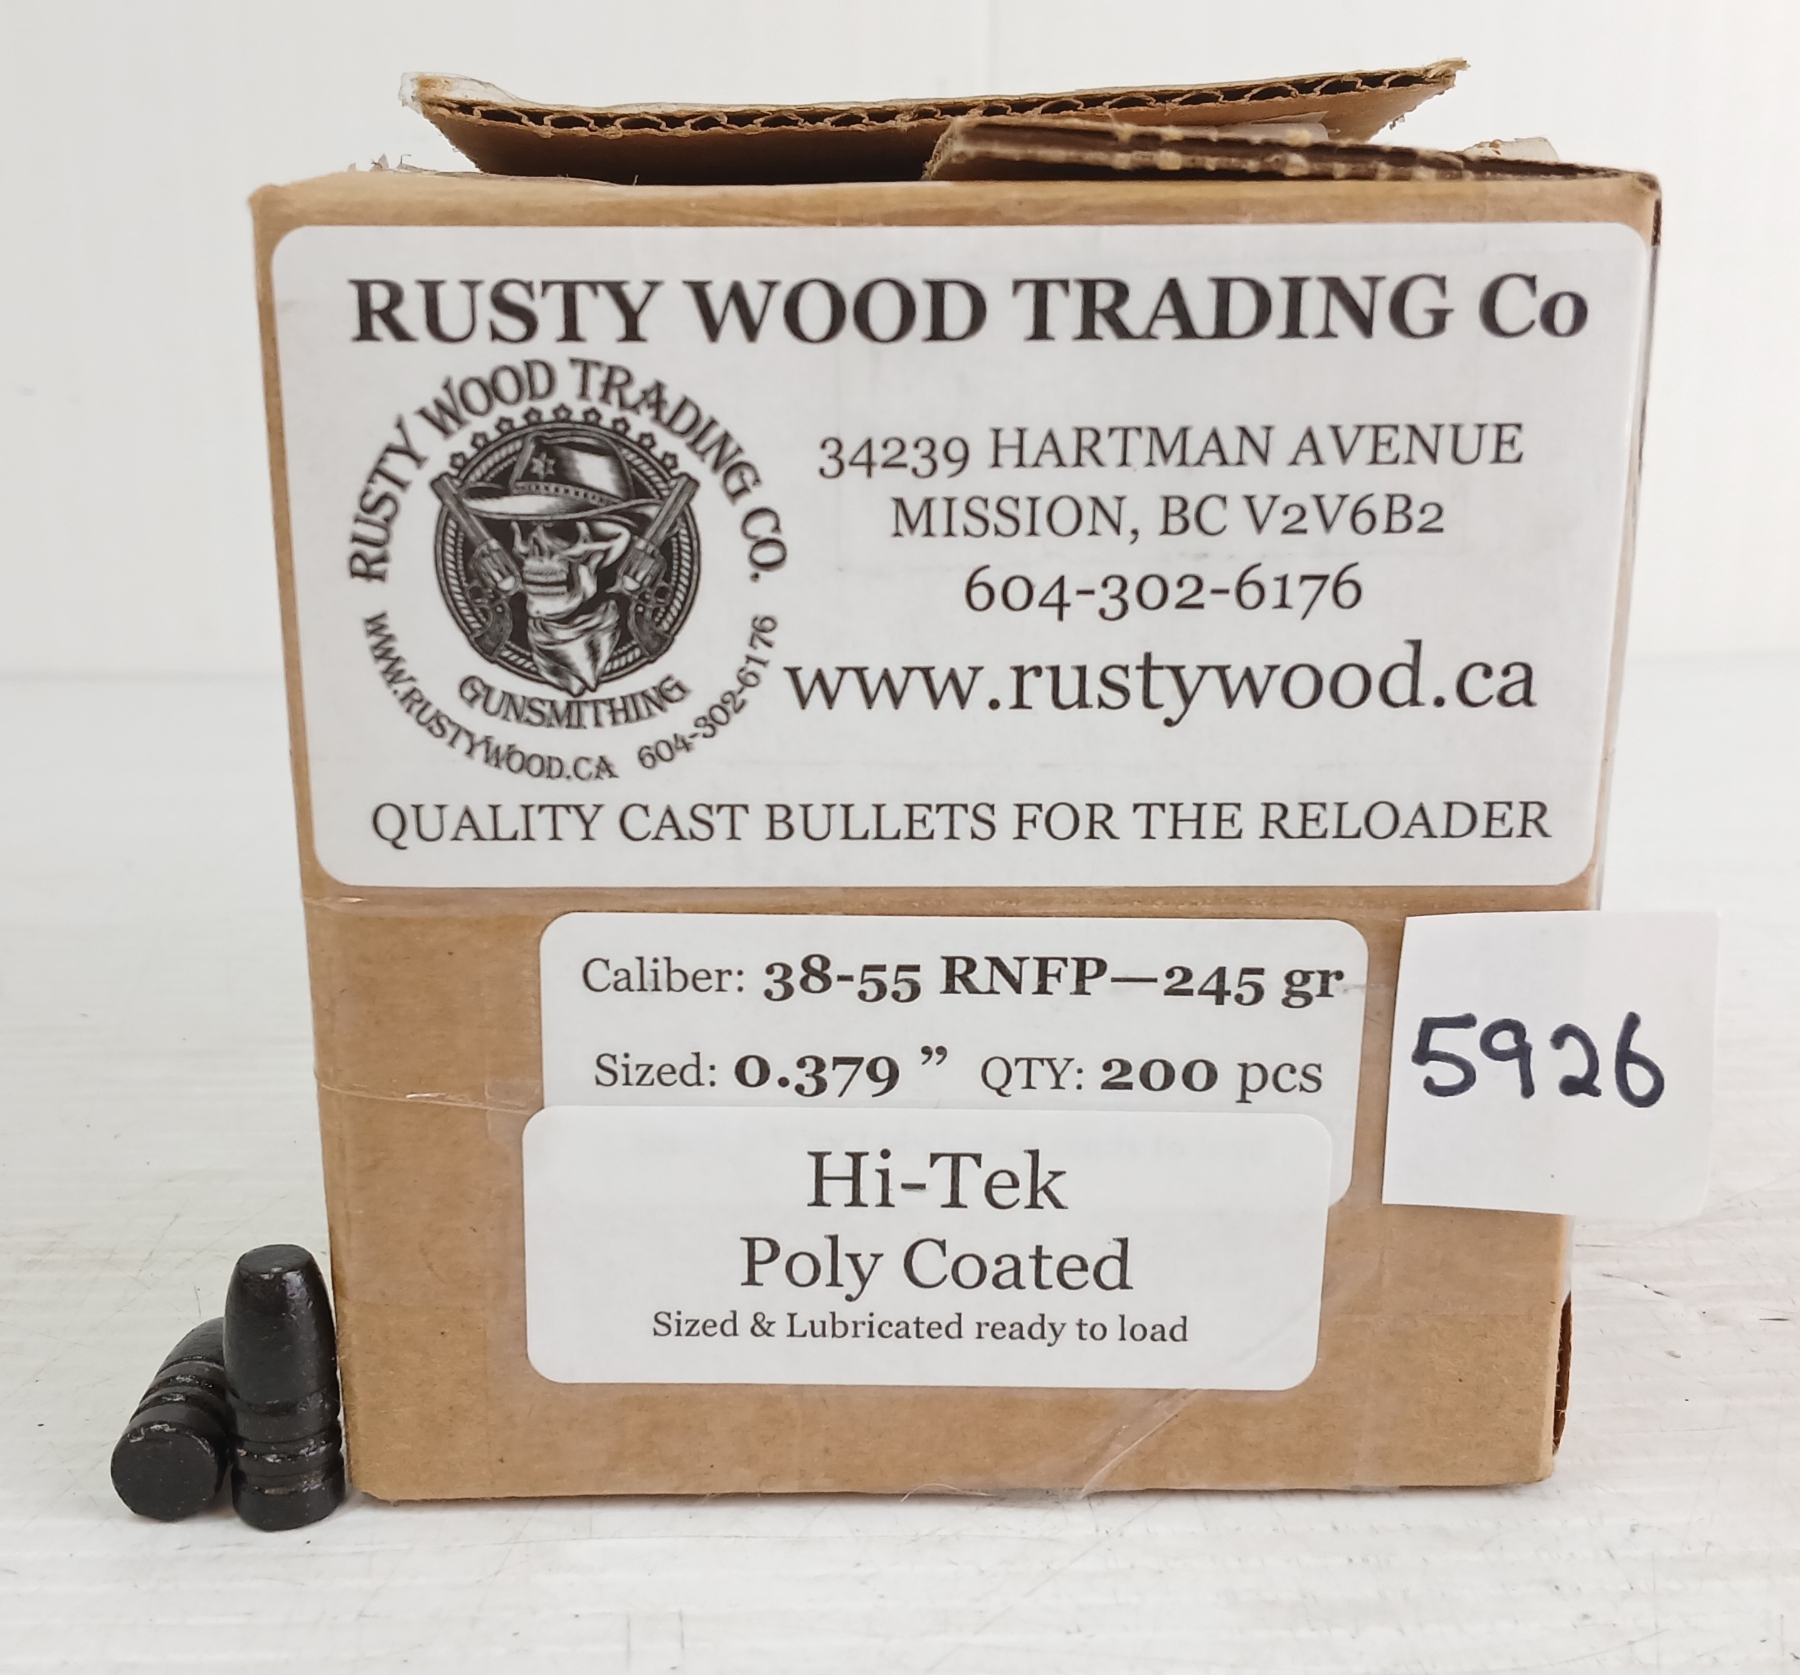 RUSTY WOOD TRADING Co
RUSTY WOOD TRADING CO.
GUNSMITHING
WWW.RUSTYWOOD.CA 604-302-6176
34239 HARTMAN AVENUE
MISSION, BC V2V6B2
604-302-6176
www.rustywood.ca
QUALITY CAST BULLETS FOR THE RELOADER
Caliber: 38-55 RNFP—245 gr
Sized: 0.379 ” QTY: 200 pcs
5926
Hi-Tek
Poly Coated
Sized & Lubricated ready to load